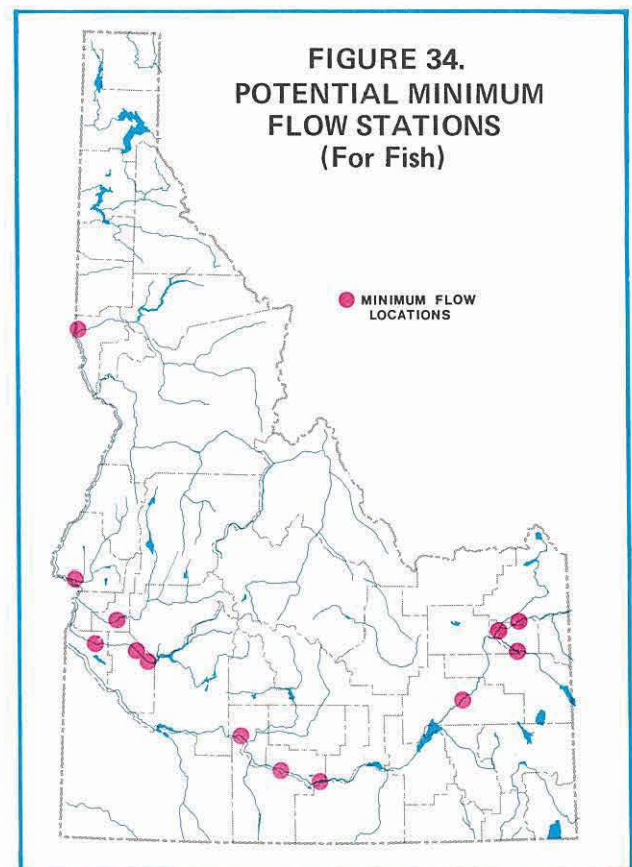 FIGURE 34.
POTENTIAL MINIMUM
FLOW STATIONS
(For Fish)
MINIMUM FLOW
LOCATIONS